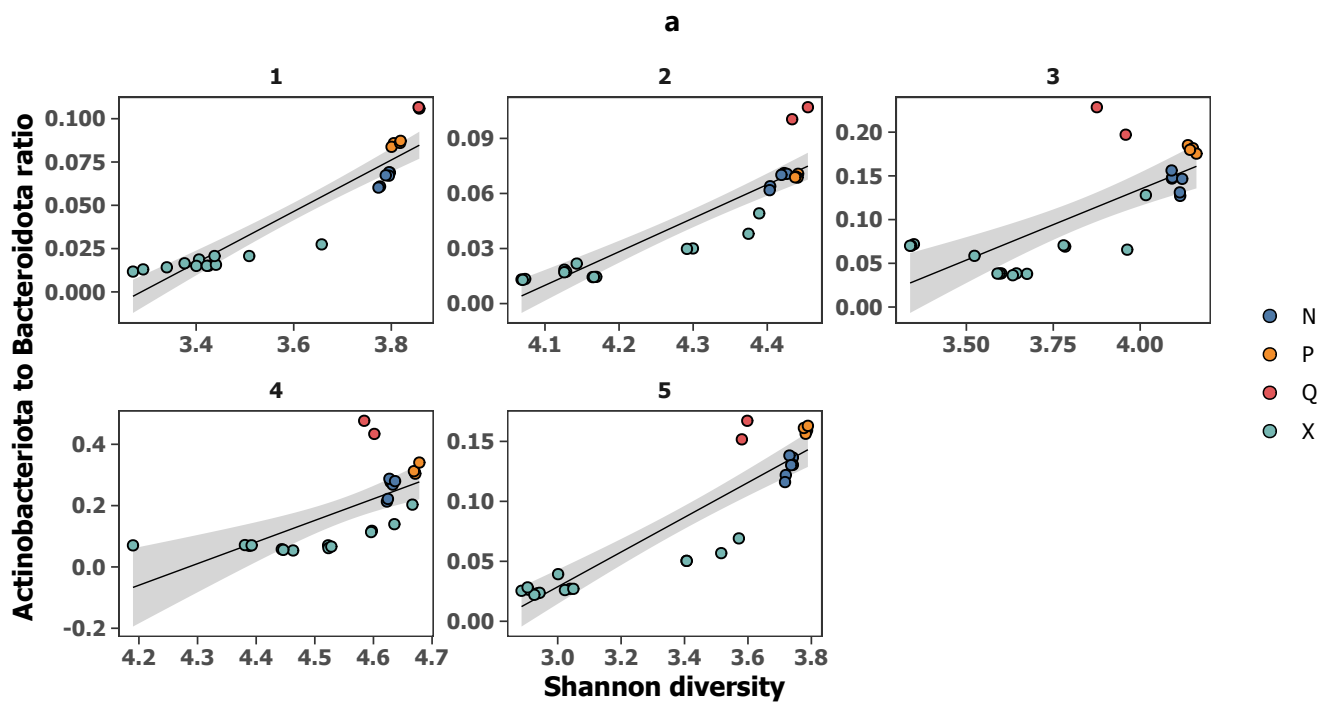 a
1
2
3
0.100
0.075
0.050
0.025
0.000
3.4 3.6 3.8
0.09
0.06
0.03
0.00
4.1 4.2 4.3 4.4
0.20
0.15
0.10
0.05
0.00
3.50 3.75 4.00
4
5
0.4
0.2
0.0
-0.2
4.2 4.3 4.4 4.5 4.6 4.7
0.15
0.10
0.05
0.00
3.0 3.2 3.4 3.6 3.8
Actinobacteriota to Bacteroidota ratio
Shannon diversity
N
P
Q
X